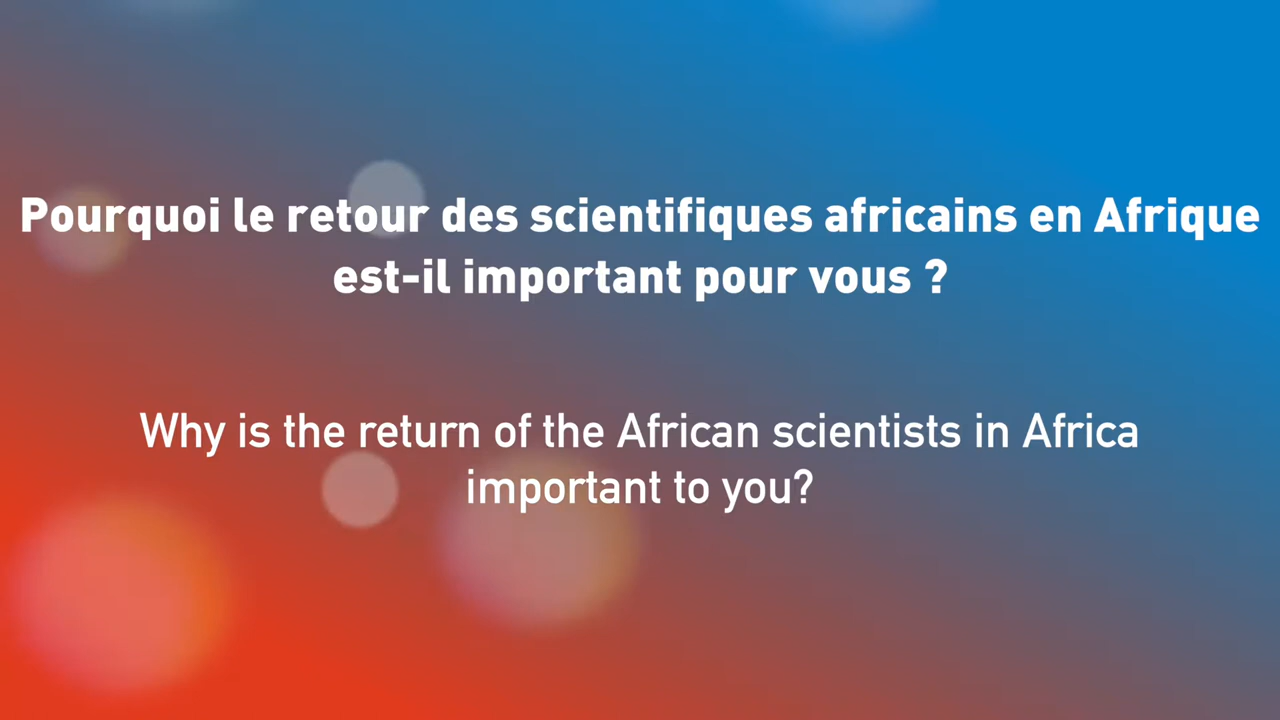 Pourquoi le retour des scientifiques africains en Afrique
est-il important pour vous ?
Why is the return of the African scientists in Africa
important to you?